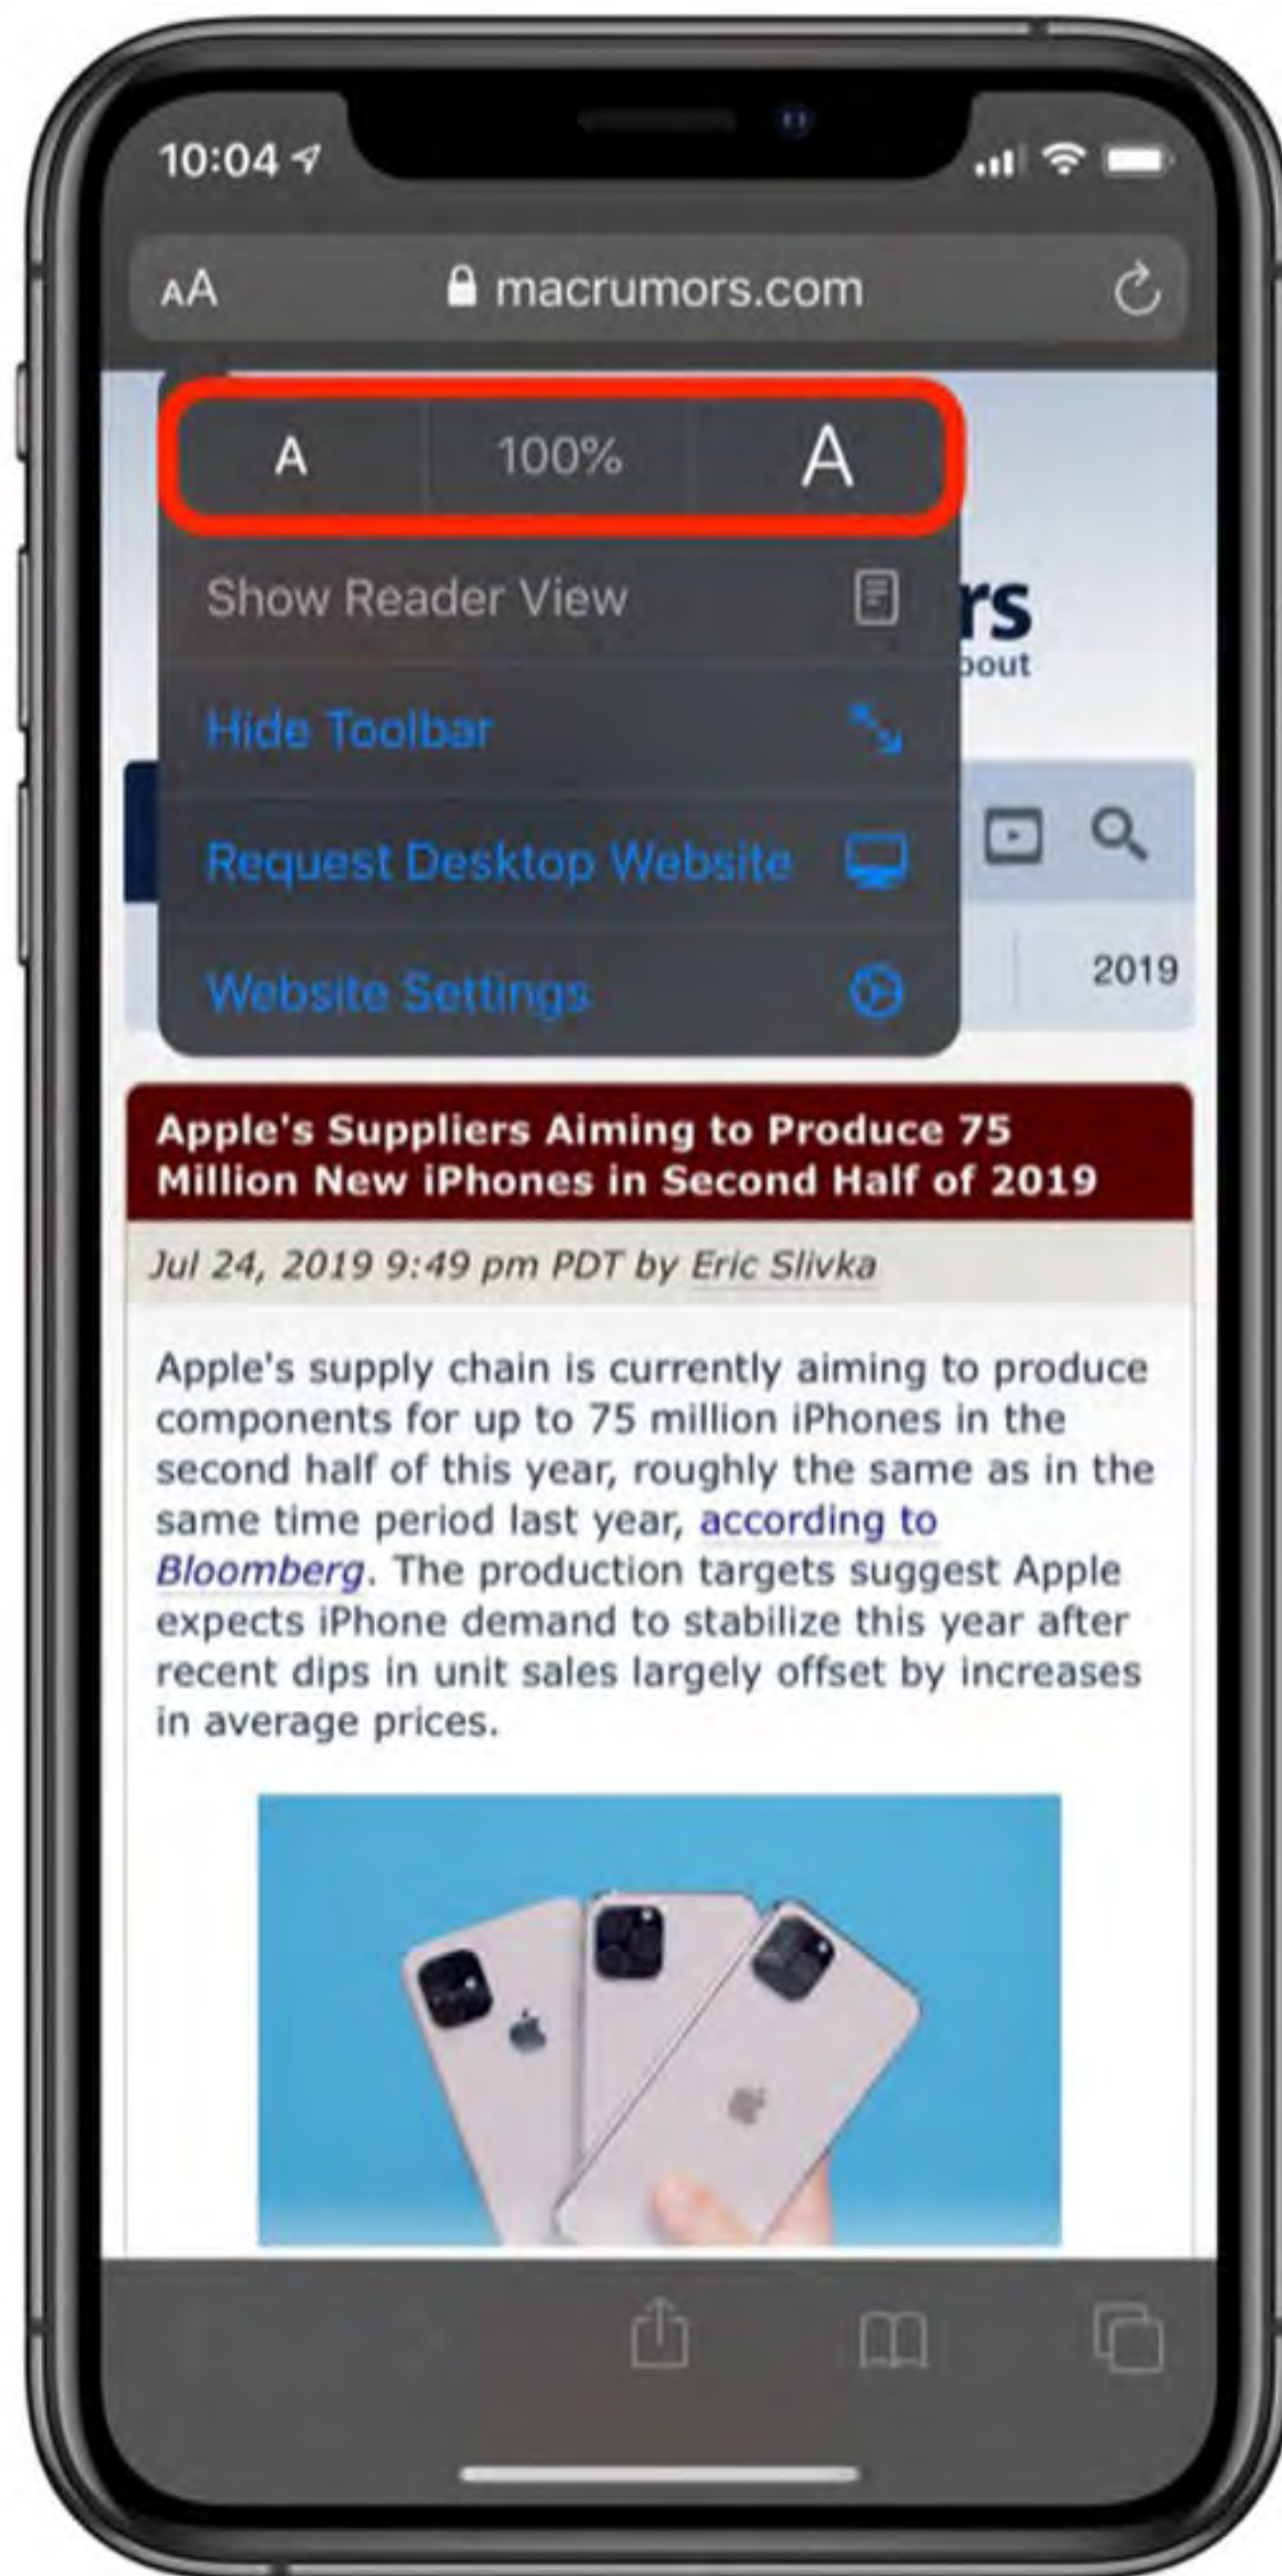 10:04
AA macrumors.com
A 100% A
Show Reader View
rs
bout
Hide Toolbar
Request Desktop Website
Website Settings
2019
Apple's Suppliers Aiming to Produce 75
Million New iPhones in Second Half of 2019
Jul 24, 2019 9:49 pm PDT by Eric Slivka
Apple's supply chain is currently aiming to produce
components for up to 75 million iPhones in the
second half of this year, roughly the same as in the
same time period last year, according to
Bloomberg. The production targets suggest Apple
expects iPhone demand to stabilize this year after
recent dips in unit sales largely offset by increases
in average prices.